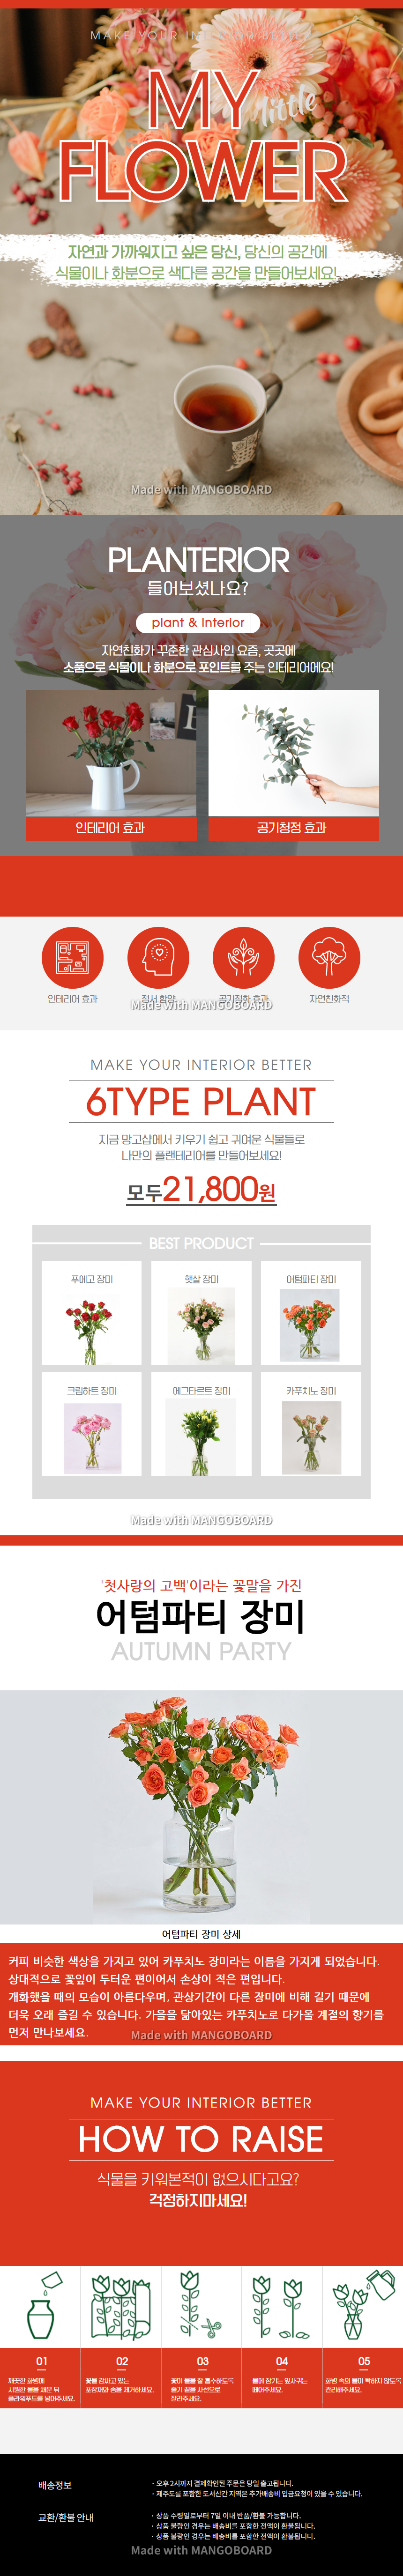 MAKE YOUR INTERIOR BETTER
MY
little
FLOWER
자연과 가까워지고 싶은 당신, 당신의 공간에
식물이나 화분으로 색다른 공간을 만들어보세요!
Made with MANGOBOARD
PLANTERIOR
들어보셨나요?
plant & Interior
자연친화가 꾸준한 관심사인 요즘, 곳곳에
소품으로 식물이나 화분으로 포인트를 주는 인테리어예요!
인테리어 효과
공기청정 효과
인테리어 효과
정서 함양
공기정화 효과
자연친화적
Made with MANGOBOARD
MAKE YOUR INTERIOR BETTER
6TYPE PLANT
지금 망고샵에서 키우기 쉽고 귀여운 식물들로
나만의 플랜테리어를 만들어보세요!
모두21,800원
BEST PRODUCT
푸에고 장미
햇살 장미
어텀파티 장미
크림하트 장미
에그타르트 장미
카푸치노 장미
Made with MANGOBOARD
'첫사랑의 고백'이라는 꽃말을 가진
어텀파티 장미
AUTUMN PARTY
어텀파티 장미 상세
커피 비슷한 색상을 가지고 있어 카푸치노 장미라는 이름을 가지게 되었습니다.
상대적으로 꽃잎이 두터운 편이어서 손상이 적은 편입니다.
개화했을 때의 모습이 아름다우며, 관상기간이 다른 장미에 비해 길기 때문에
더욱 오래 즐길 수 있습니다. 가을을 닮아있는 카푸치노로 다가올 계절의 향기를
먼저 만나보세요.
Made with MANGOBOARD
MAKE YOUR INTERIOR BETTER
HOW TO RAISE
식물을 키워본적이 없으시다고요?
걱정하지마세요!
01
깨끗한 화병에
시원한 물을 채운 뒤
플라워푸드를 넣어주세요.
02
꽃을 감싸고 있는
포장재와 솜을 제거하세요.
03
꽃이 물을 잘 흡수하도록
줄기 끝을 사선으로
잘라주세요.
04
물에 잠기는 잎사귀는
떼어주세요.
05
화병 속의 물이 탁하지 않도록
관리해주세요.
배송정보
· 오후 2시까지 결제확인된 주문은 당일 출고됩니다.
· 제주도를 포함한 도서산간 지역은 추가배송비 입금요청이 있을 수 있습니다.
교환/환불 안내
· 상품 수령일로부터 7일 이내 반품/환불 가능합니다.
· 상품 불량인 경우는 배송비를 포함한 전액이 환불됩니다.
· 상품 불량인 경우는 배송비를 포함한 전액이 환불됩니다.
Made with MANGOBOARD